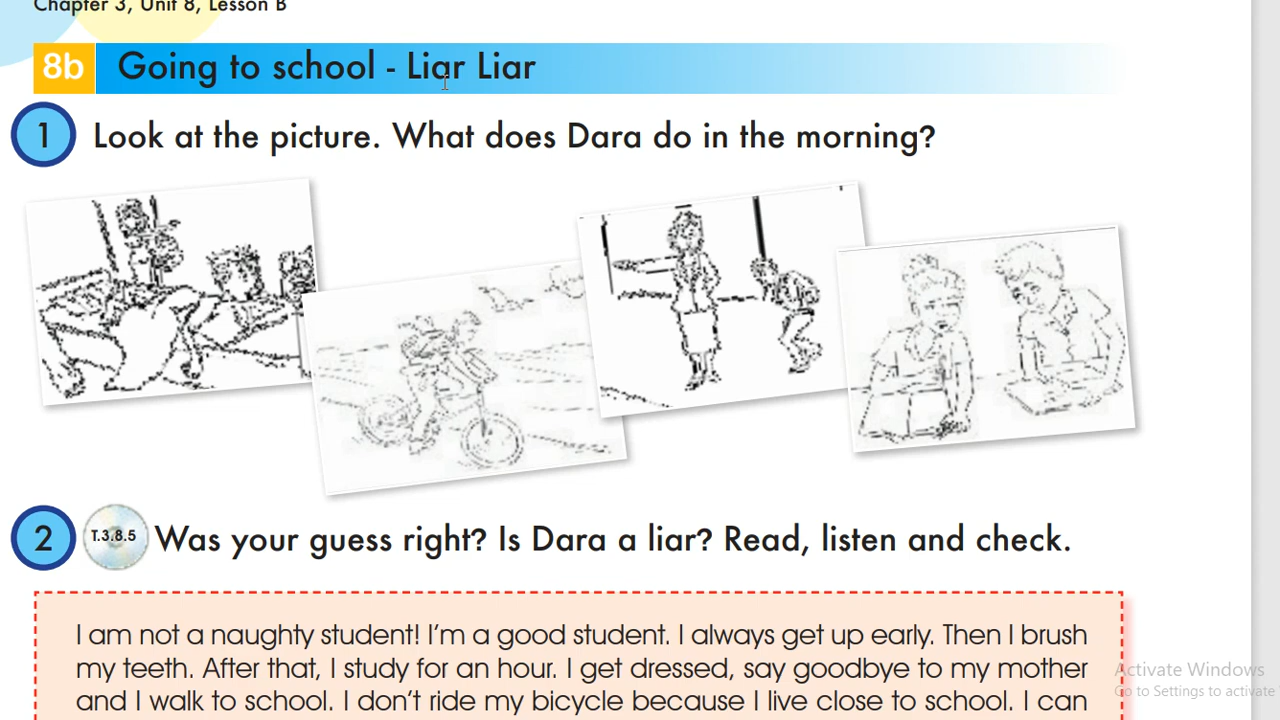 Chapter 3, Unit 8, Lesson B
8b Going to school - Liar Liar
1 Look at the picture. What does Dara do in the morning?
2 T.3.8.5 Was your guess right? Is Dara a liar? Read, listen and check.
I am not a naughty student! I'm a good student. I always get up early. Then I brush
my teeth. After that, I study for an hour. I get dressed, say goodbye to my mother
and I walk to school. I don't ride my bicycle because I live close to school. I can
Activate Windows
Go to Settings to activate